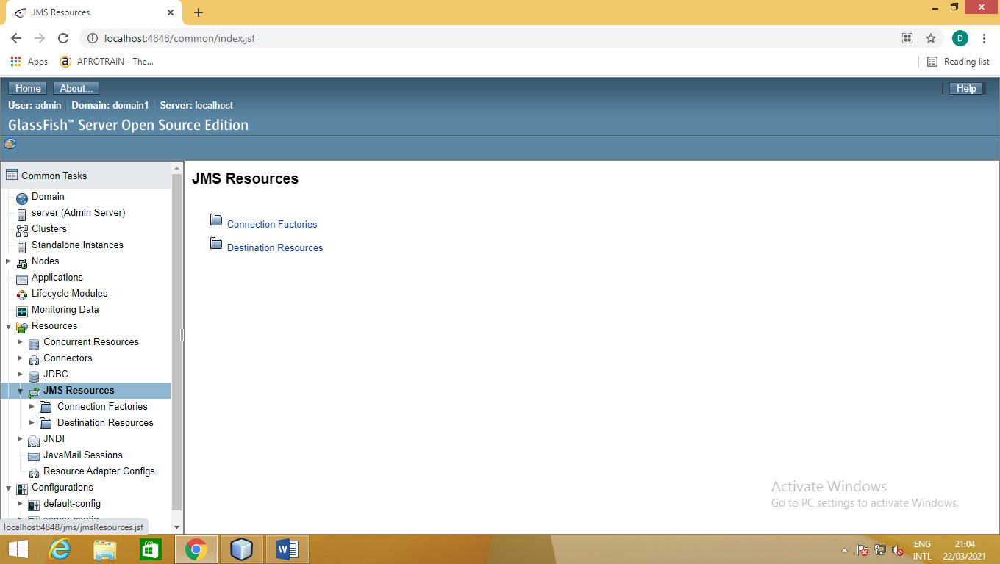 JMS Resources
localhost:4848/common/index.jsf
D
Apps
a
APROTRAIN - The...
Reading list
Home
About...
Help
User: admin
Domain: domain1
Server: localhost
GlassFish™ Server Open Source Edition
Common Tasks
Domain
server (Admin Server)
Clusters
Standalone Instances
Nodes
Applications
Lifecycle Modules
Monitoring Data
Resources
Concurrent Resources
Connectors
JDBC
JMS Resources
Connection Factories
Destination Resources
JNDI
JavaMail Sessions
Resource Adapter Configs
Configurations
default-config
server-config
localhost:4848/jms/jmsResources.jsf
JMS Resources
Connection Factories
Destination Resources
Activate Windows
Go to PC settings to activate Windows.
W
ENG
INTL
21:04
22/03/2021